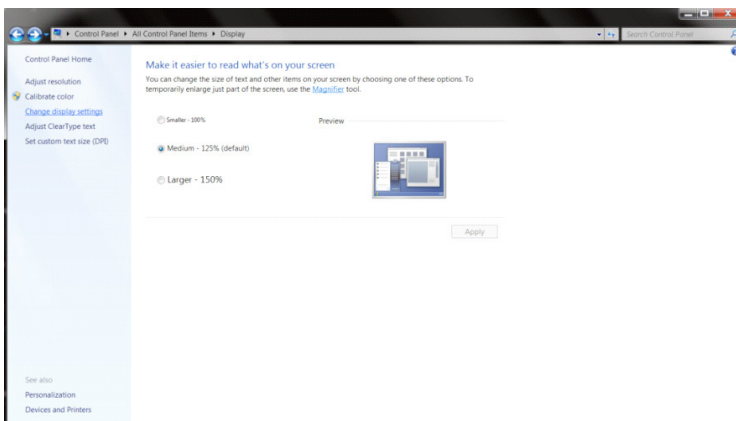 Control Panel ▸ All Control Panel Items ▸ Display
Search Control Panel
Control Panel Home
Adjust resolution
Calibrate color
Change display settings
Adjust ClearType text
Set custom text size (DPI)
Make it easier to read what's on your screen
You can change the size of text and other items on your screen by choosing one of these options. To
temporarily enlarge just part of the screen, use the Magnifier tool.
Smaller - 100%
Preview
Medium - 125% (default)
Larger - 150%
Apply
See also
Personalization
Devices and Printers